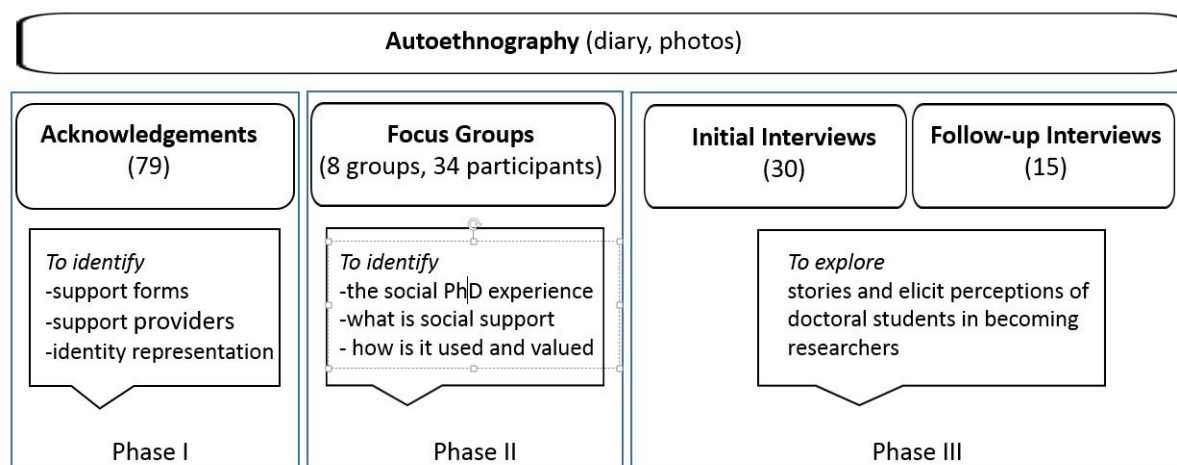 Autoethnography (diary, photos)
Acknowledgements
(79)
To identify
-support forms
-support providers
-identity representation
Phase I
Focus Groups
(8 groups, 34 participants)
To identify
-the social PhD experience
-what is social support
- how is it used and valued
Phase II
Initial Interviews
(30)
Follow-up Interviews
(15)
To explore
stories and elicit perceptions of
doctoral students in becoming
researchers
Phase III